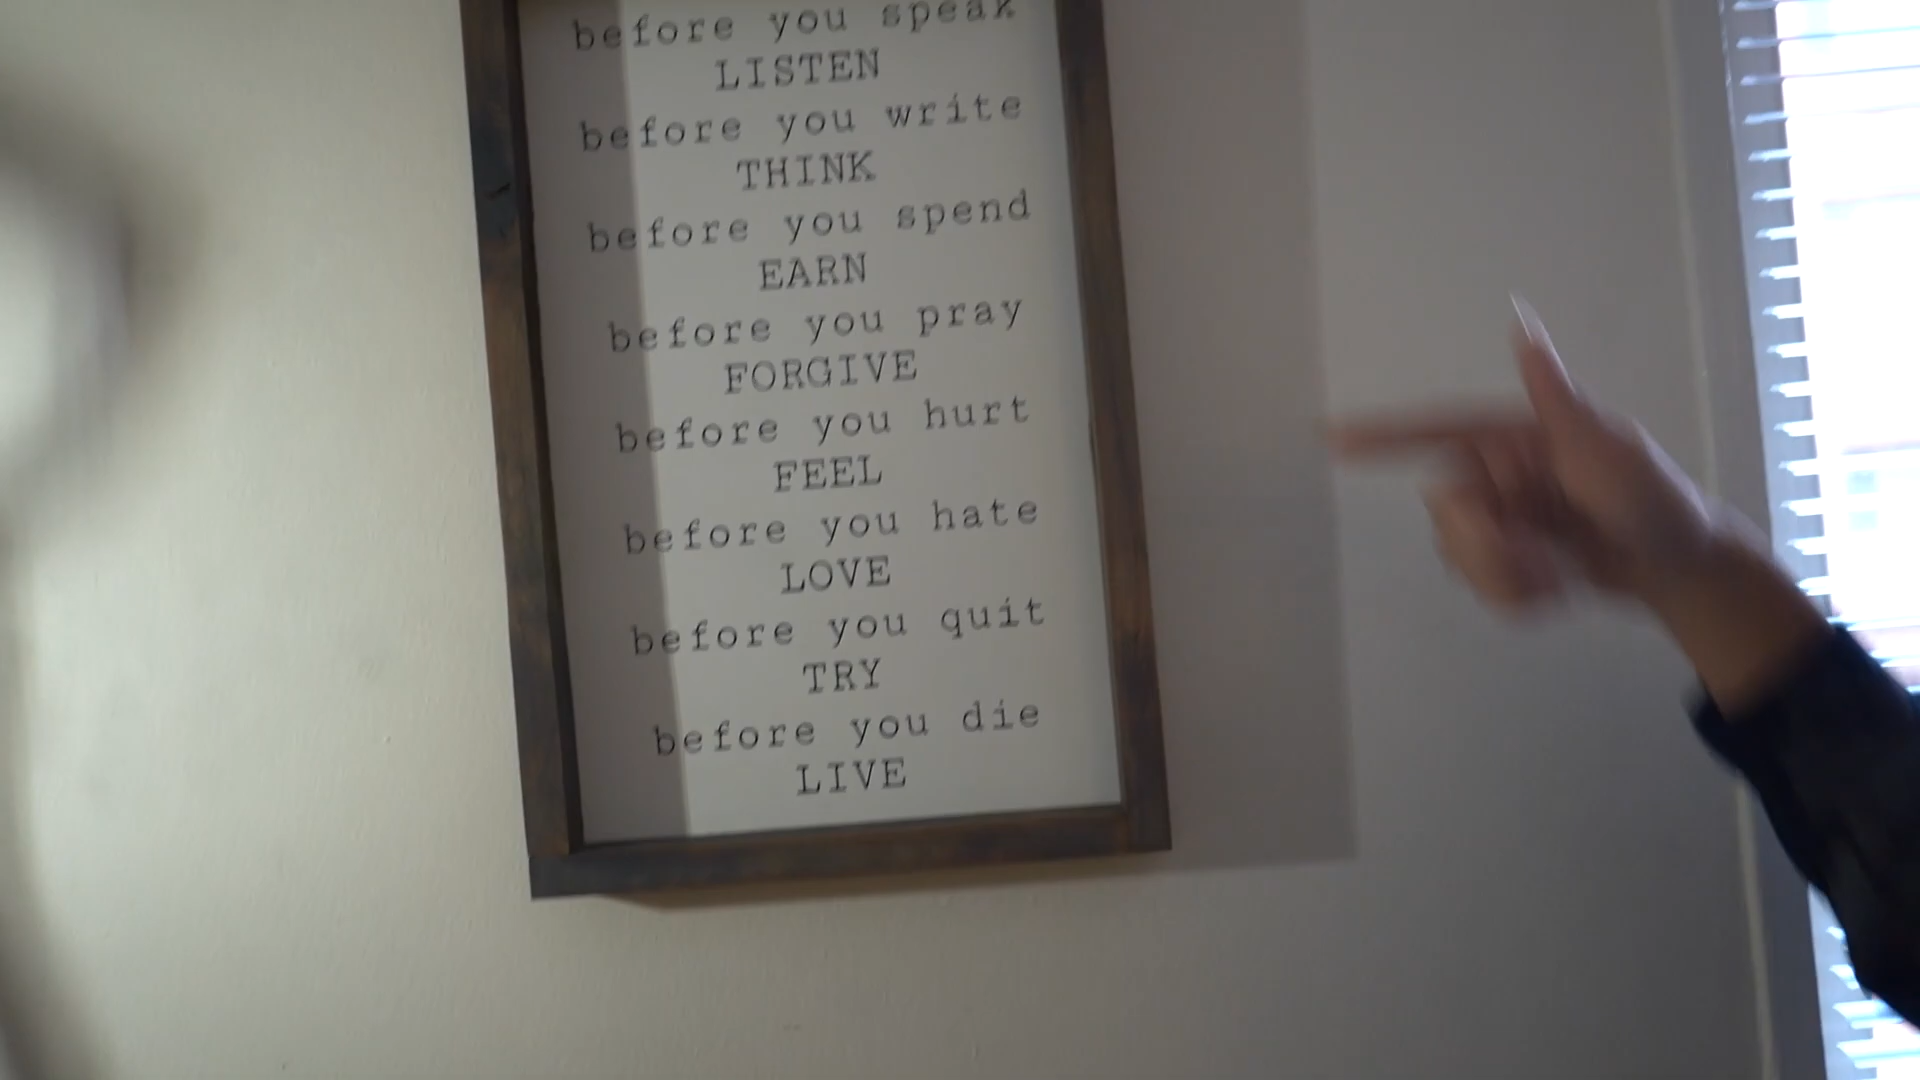 before you speak
LISTEN
before you write
THINK
before you spend
EARN
before you pray
FORGIVE
before you hurt
FEEL
before you hate
LOVE
before you quit
TRY
before you die
LIVE